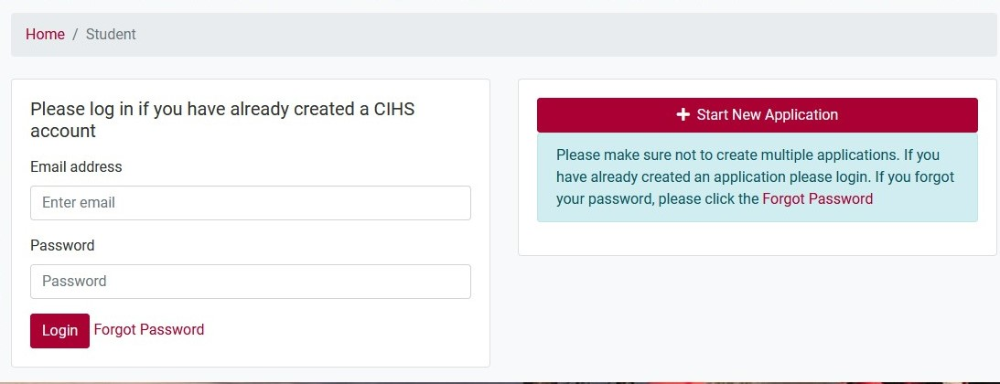 Home / Student
Please log in if you have already created a CIHS
account
Email address
Enter email
Password
Password
Login Forgot Password
Start New Application
Please make sure not to create multiple applications. If you
have already created an application please login. If you forgot
your password, please click the Forgot Password